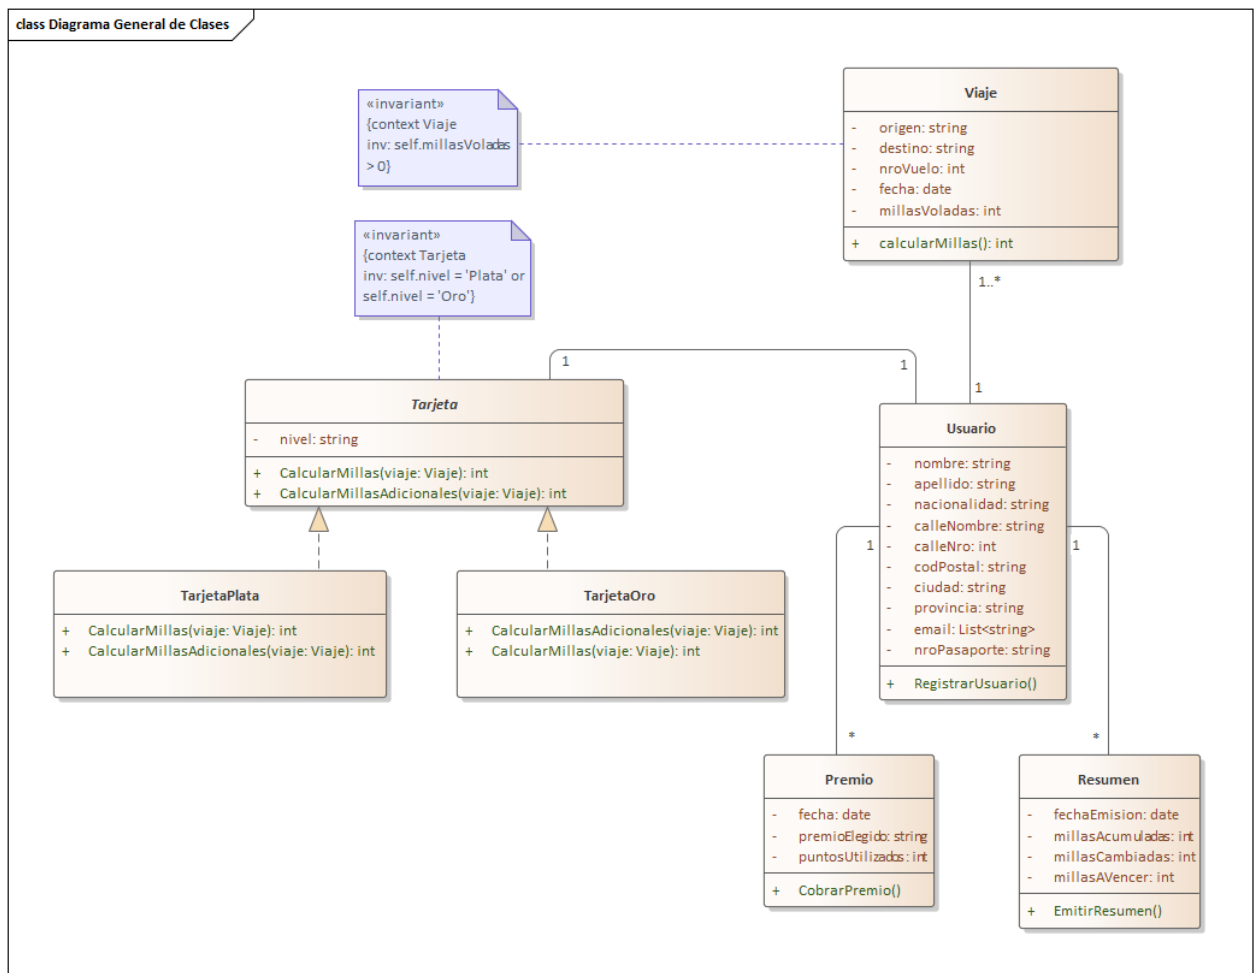 class Diagrama General de Clases
Viaje
- origen: string
- destino: string
- nroVuelo: int
- fecha: date
- millasVoladas: int
+ calcularMillas(): int
«invariant»
{context Viaje
inv: self.millasVoladas
> 0}
«invariant»
{context Tarjeta
inv: self.nivel = 'Plata' or
self.nivel = 'Oro'}
1..*
1
1
1
Tarjeta
- nivel: string
+ CalcularMillas(viaje: Viaje): int
+ CalcularMillasAdicionales(viaje: Viaje): int
Usuario
- nombre: string
- apellido: string
- nacionalidad: string
- calleNombre: string
- calleNro: int
- codPostal: string
- ciudad: string
- provincia: string
- email: List<string>
- nroPasaporte: string
+ RegistrarUsuario()
1
1
TarjetaPlata
+ CalcularMillas(viaje: Viaje): int
+ CalcularMillasAdicionales(viaje: Viaje): int
TarjetaOro
+ CalcularMillasAdicionales(viaje: Viaje): int
+ CalcularMillas(viaje: Viaje): int
*
*
Premio
- fecha: date
- premioElegido: string
- puntosUtilizados: int
+ CobrarPremio()
Resumen
- fechaEmision: date
- millasAcumuladas: int
- millasCambiadas: int
- millasAVencer: int
+ EmitirResumen()